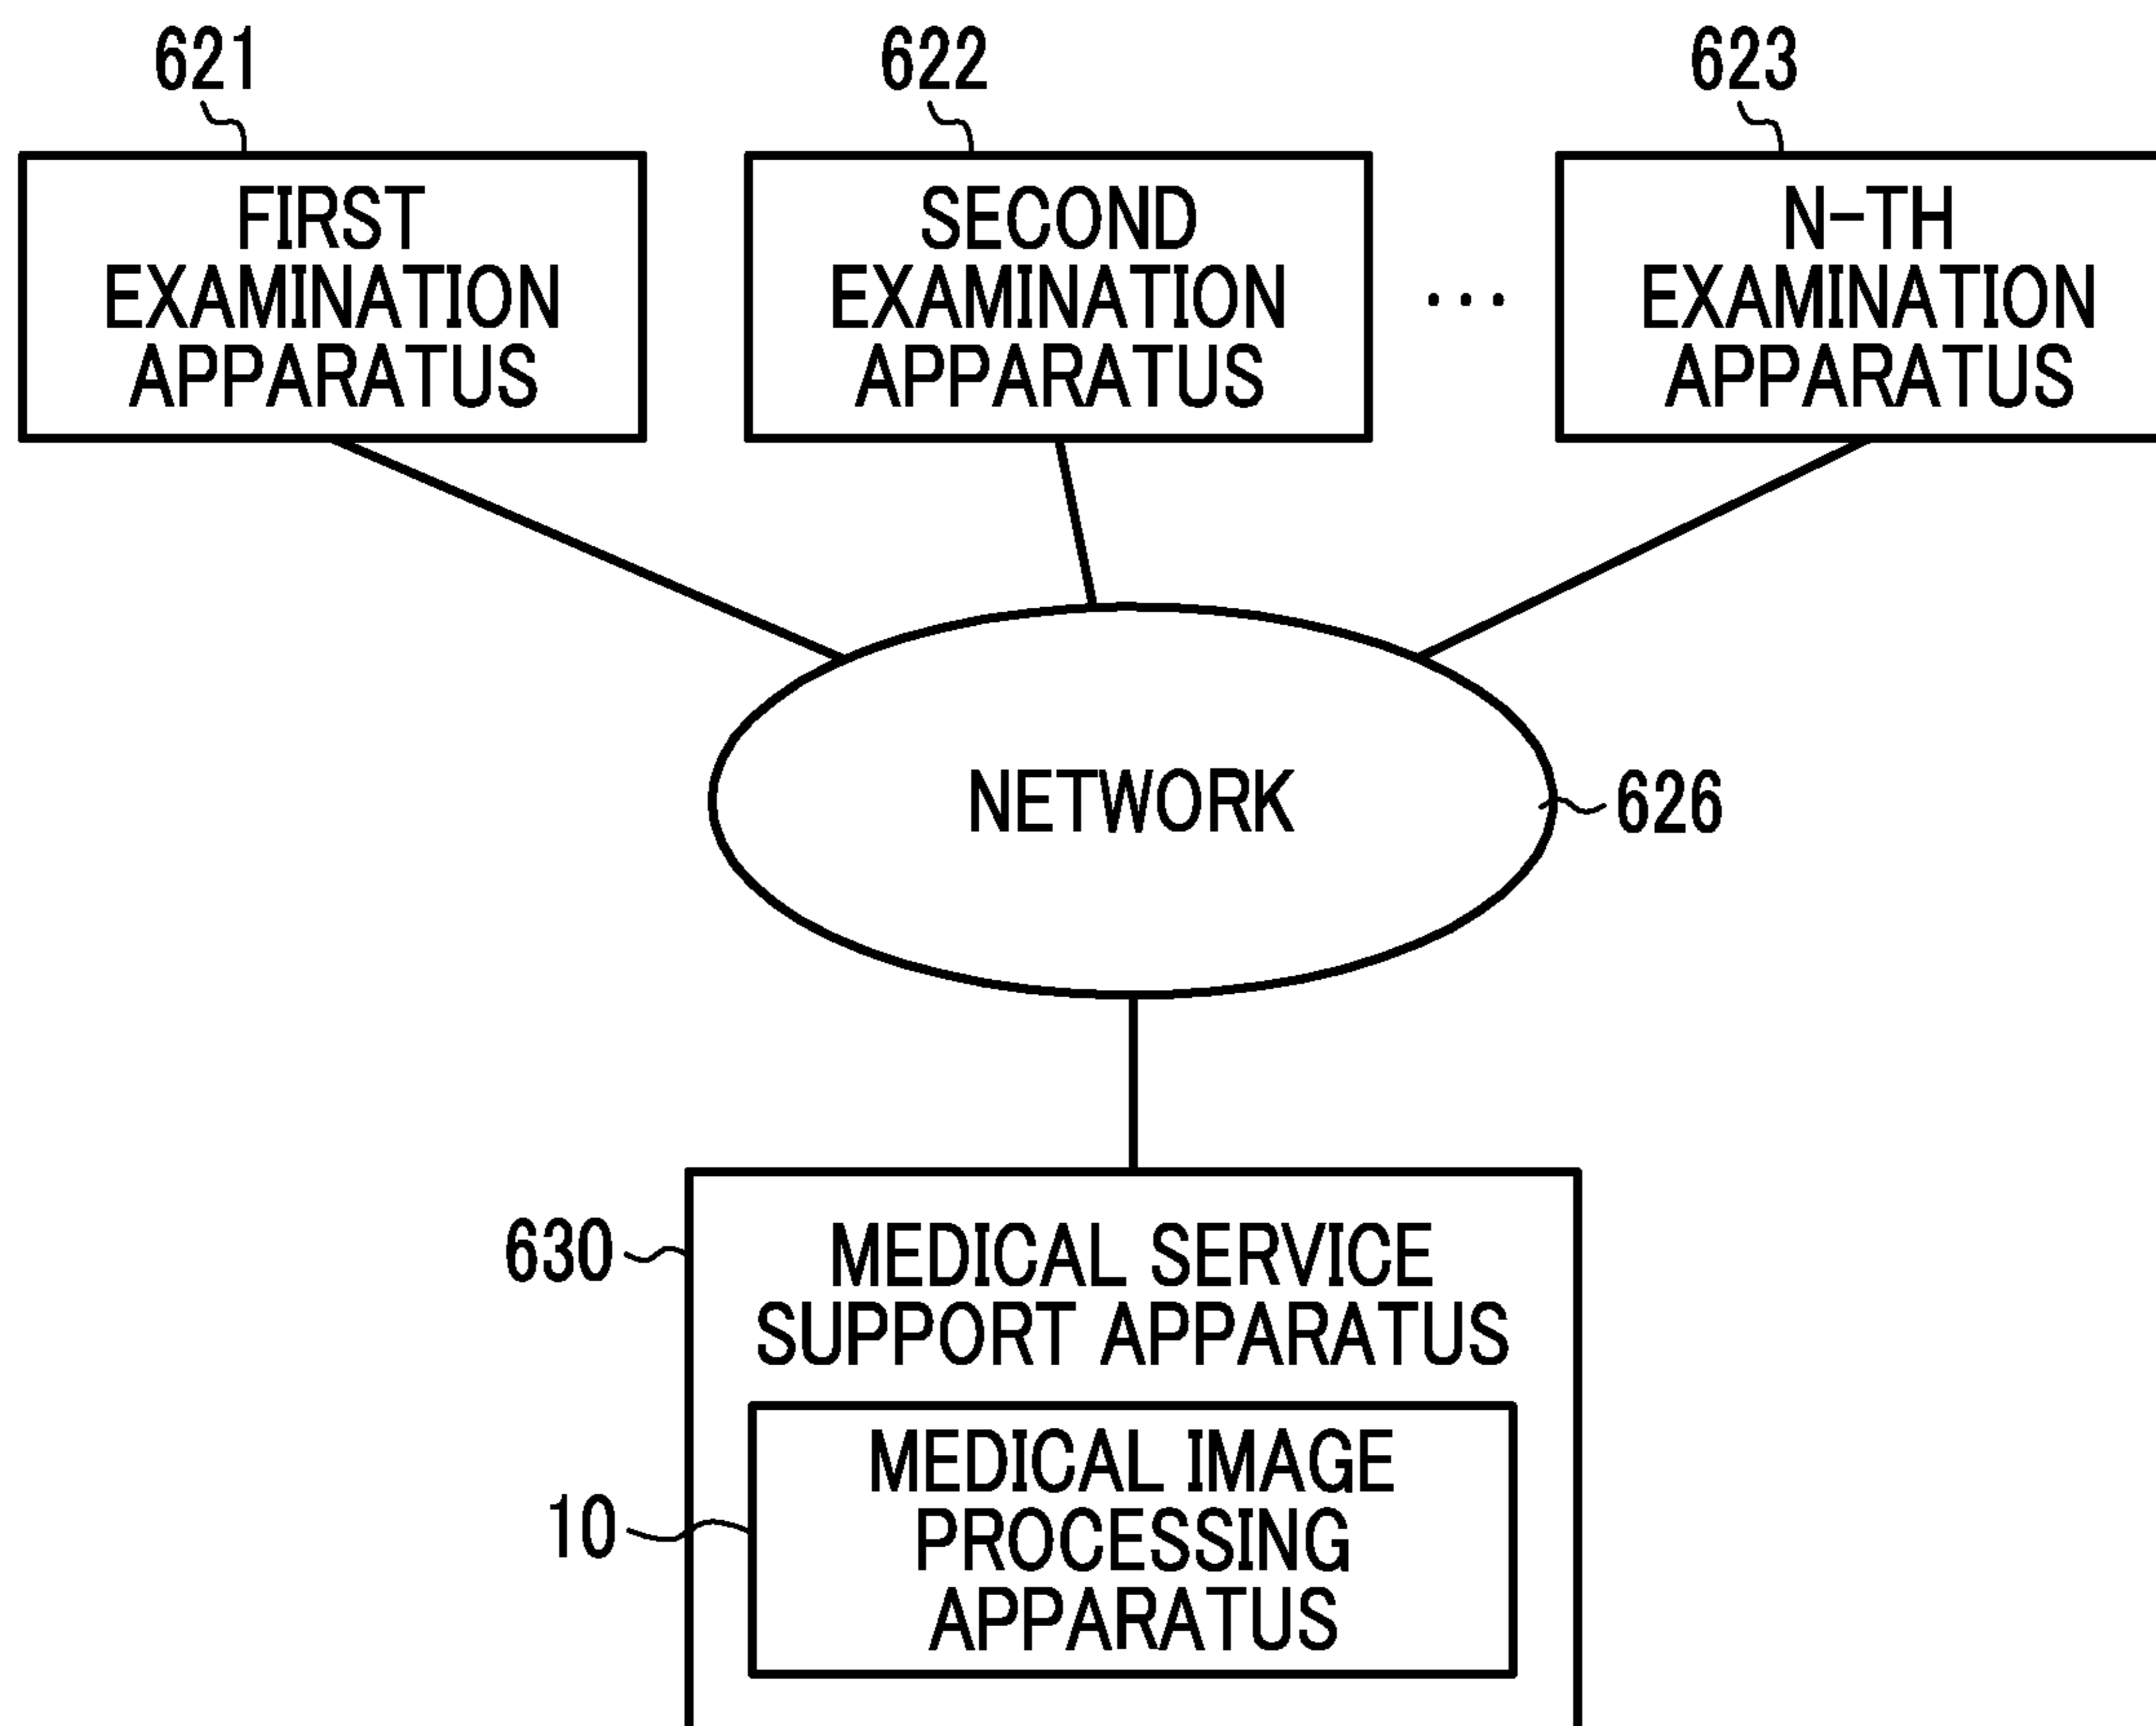 621
622
623
FIRST
EXAMINATION
APPARATUS
SECOND
EXAMINATION
APPARATUS
...
N-TH
EXAMINATION
APPARATUS
NETWORK
626
630
MEDICAL SERVICE
SUPPORT APPARATUS
10
MEDICAL IMAGE
PROCESSING
APPARATUS